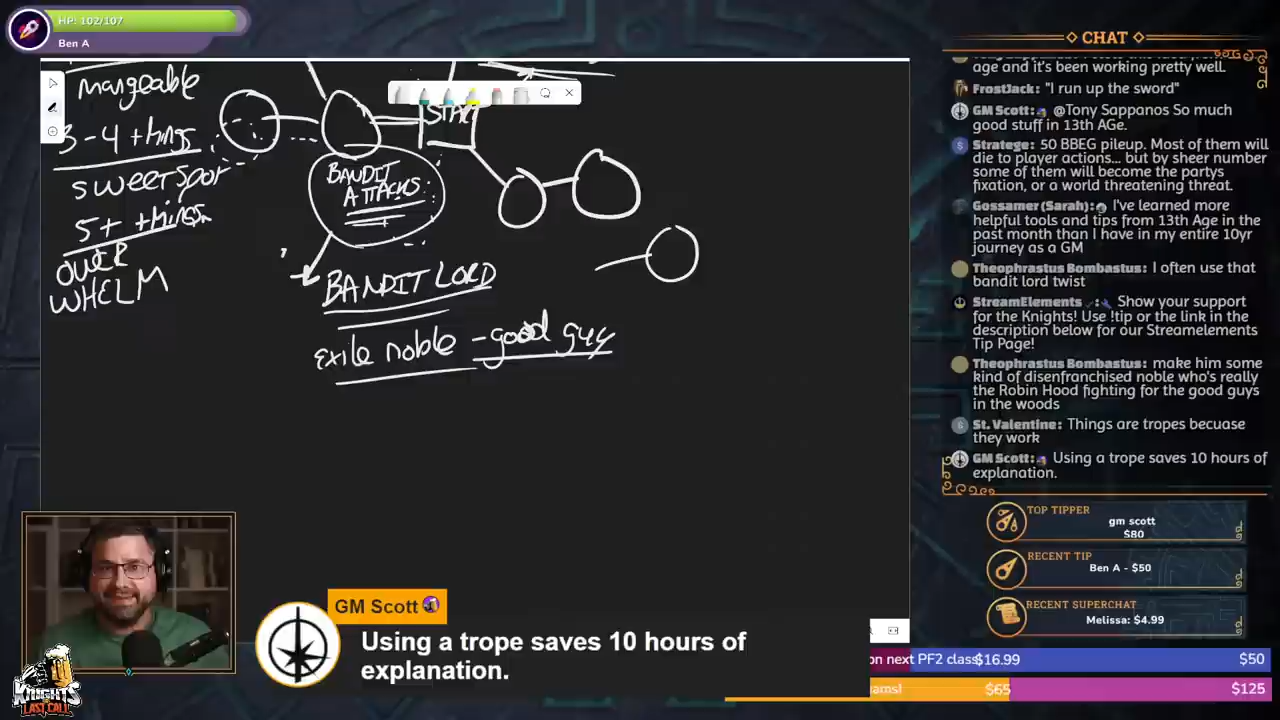 HP: 102/107
Ben A
mangeable
3-4 things
sweetspot
5+ things
OVER
WHELM
START
BANDIT
ATTACKS
BANDIT LORD
exile noble - good guy
CHAT
age and it's been working pretty well.
FrostJack: "I run up the sword"
GM Scott: @Tony Sappanos So much
good stuff in 13th AGe.
Stratege: 50 BBEG pileup. Most of them will
die to player actions... but by sheer number
some of them will become the partys
fixation, or a world threatening threat.
Gossamer (Sarah): I've learned more
helpful tools and tips from 13th Age in the
past month than I have in my entire 10yr
journey as a GM
Theophrastus Bombastus: I often use that
bandit lord twist
StreamElements: Show your support
for the Knights! Use !tip or the link in the
description below for our Streamelements
Tip Page!
Theophrastus Bombastus: make him some
kind of disenfranchised noble who's really
the Robin Hood fighting for the good guys
in the woods
St. Valentine: Things are tropes becuase
they work
GM Scott: Using a trope saves 10 hours of
explanation.
TOP TIPPER
gm scott
$80
RECENT TIP
Ben A - $50
RECENT SUPERCHAT
Melissa: $4.99
on next PF2 class
$16.99
$50
ams!
$65
$125
GM Scott
Using a trope saves 10 hours of
explanation.
KNIGHTS
LAST CALL